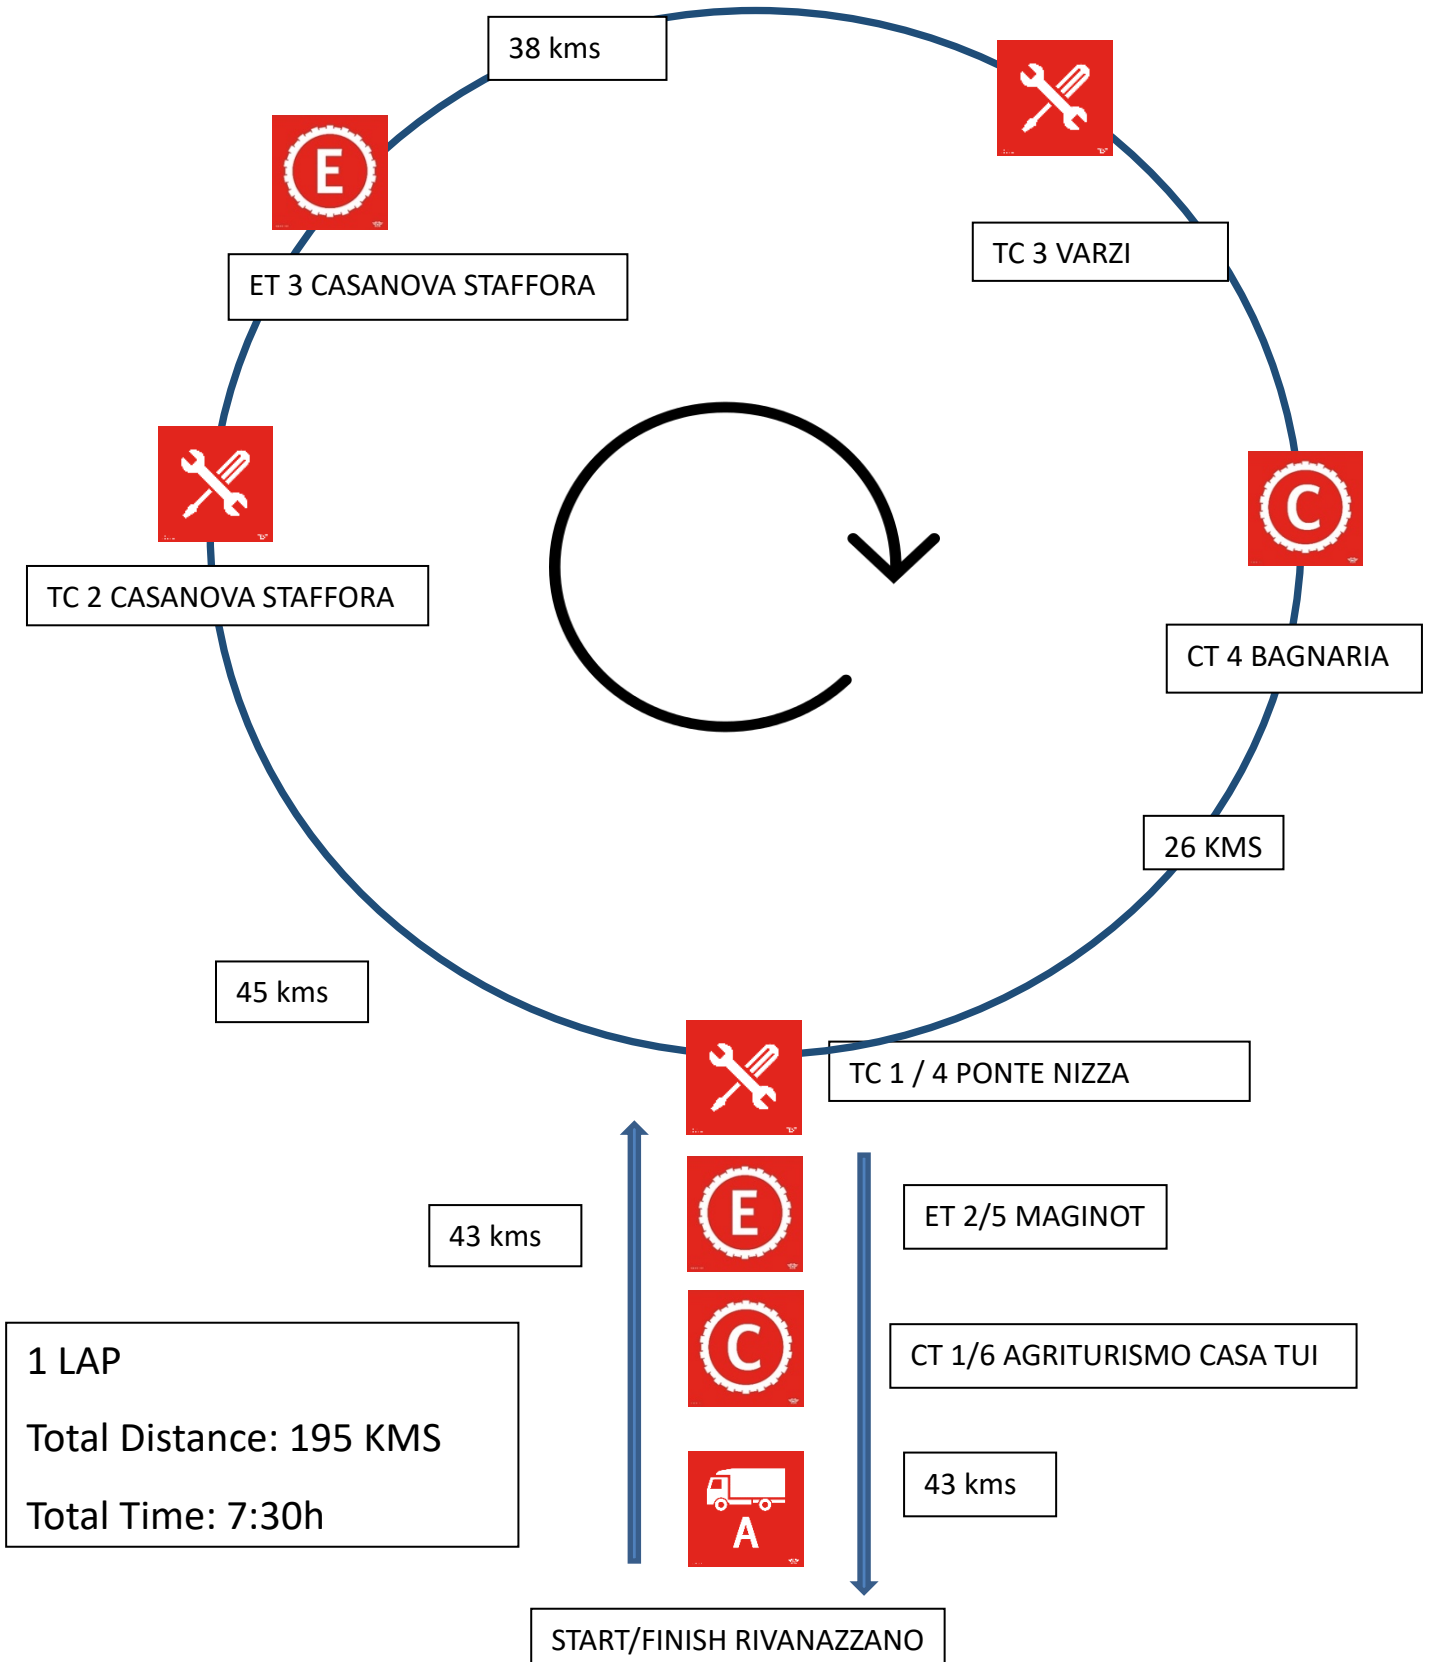 38 kms
E
ET 3 CASANOVA STAFFORA
TC 3 VARZI
C
TC 2 CASANOVA STAFFORA
CT 4 BAGNARIA
26 KMS
45 kms
TC 1 / 4 PONTE NIZZA
E
ET 2/5 MAGINOT
43 kms
C
CT 1/6 AGRITURISMO CASA TUI
1 LAP
Total Distance: 195 KMS
Total Time: 7:30h
A
43 kms
START/FINISH RIVANAZZANO